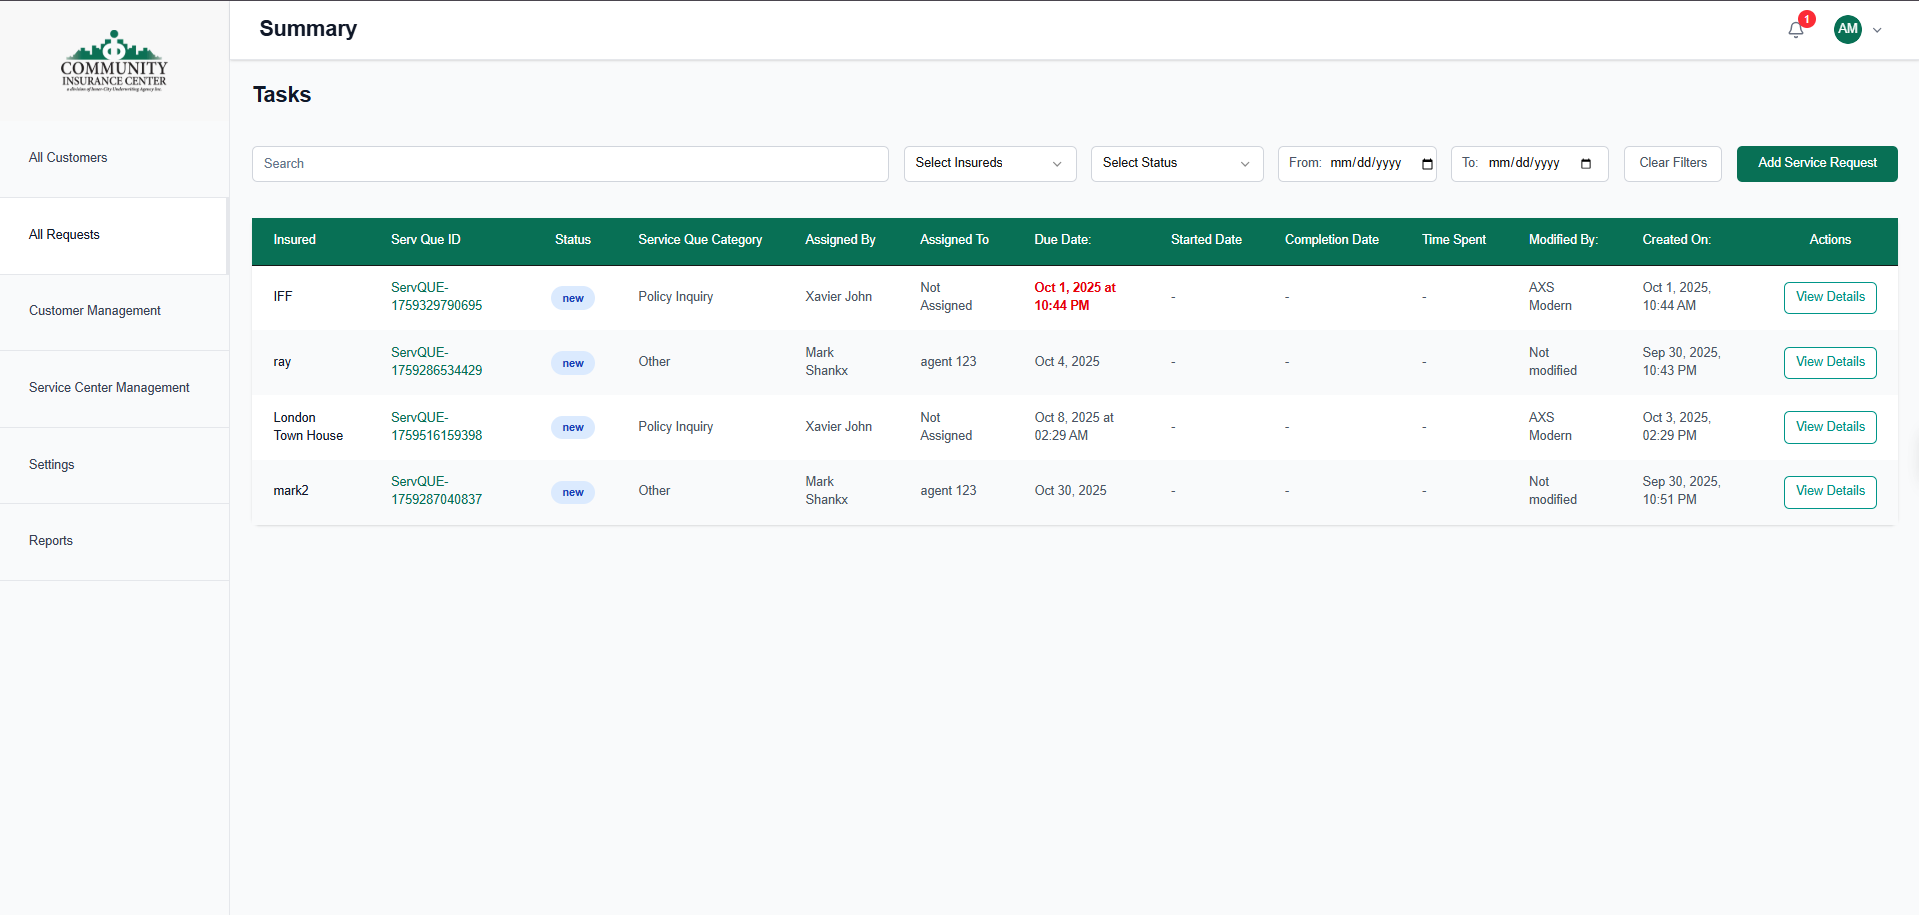 Summary
1
AM
COMMUNITY
INSURANCE CENTER
a division of Inner-City Underwriting Agency Inc.
All Customers
All Requests
Customer Management
Service Center Management
Settings
Reports
Tasks
Search
Select Insureds
Select Status
From: mm/dd/yyyy
To: mm/dd/yyyy
Clear Filters
Add Service Request
Insured Serv Que ID Status Service Que Category Assigned By Assigned To Due Date: Started Date Completion Date Time Spent Modified By: Created On: Actions
IFF
ServQUE-
1759329790695
new
Policy Inquiry
Xavier John
Not
Assigned
Oct 1, 2025 at
10:44 PM
-
-
-
AXS
Modern
Oct 1, 2025,
10:44 AM
View Details
ray
ServQUE-
1759286534429
new
Other
Mark
Shankx
agent 123
Oct 4, 2025
-
-
-
Not
modified
Sep 30, 2025,
10:43 PM
View Details
London
Town House
ServQUE-
1759516159398
new
Policy Inquiry
Xavier John
Not
Assigned
Oct 8, 2025 at
02:29 AM
-
-
-
AXS
Modern
Oct 3, 2025,
02:29 PM
View Details
mark2
ServQUE-
1759287040837
new
Other
Mark
Shankx
agent 123
Oct 30, 2025
-
-
-
Not
modified
Sep 30, 2025,
10:51 PM
View Details